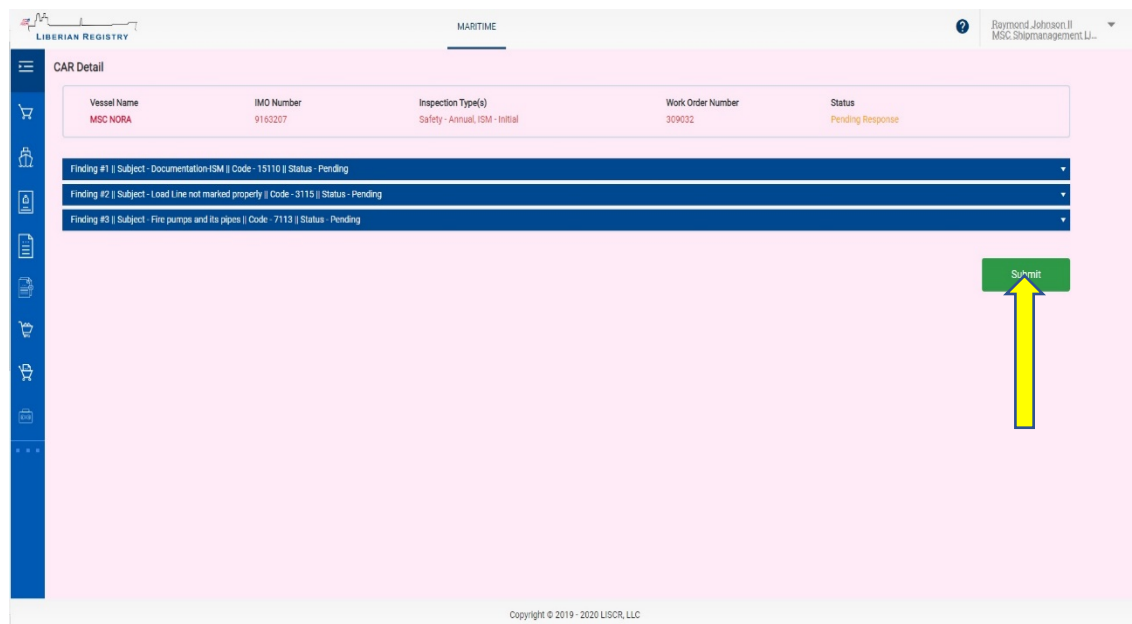 LIBERIAN REGISTRY
MARITIME
?
Raymond Johnson II
MSC Shipmanagement Li...
CAR Detail
Vessel Name IMO Number Inspection Type(s) Work Order Number Status
MSC NORA 9163207 Safety - Annual, ISM - Initial 309032 Pending Response
Finding #1 || Subject - Documentation-ISM || Code - 15110 || Status - Pending
Finding #2 || Subject - Load Line not marked properly || Code - 3115 || Status - Pending
Finding #3 || Subject - Fire pumps and its pipes || Code - 7113 || Status - Pending
Submit
Copyright © 2019 - 2020 LISCR, LLC